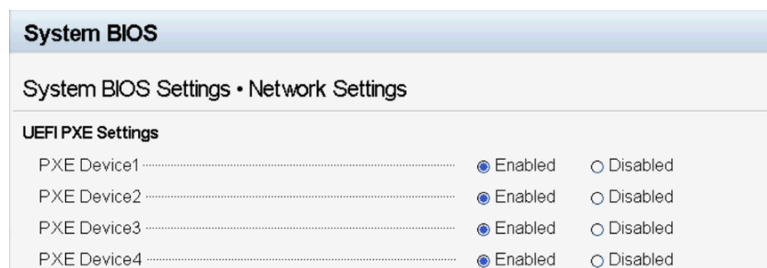 System BIOS
System BIOS Settings • Network Settings
UEFI PXE Settings
PXE Device1 Enabled Disabled
PXE Device2 Enabled Disabled
PXE Device3 Enabled Disabled
PXE Device4 Enabled Disabled